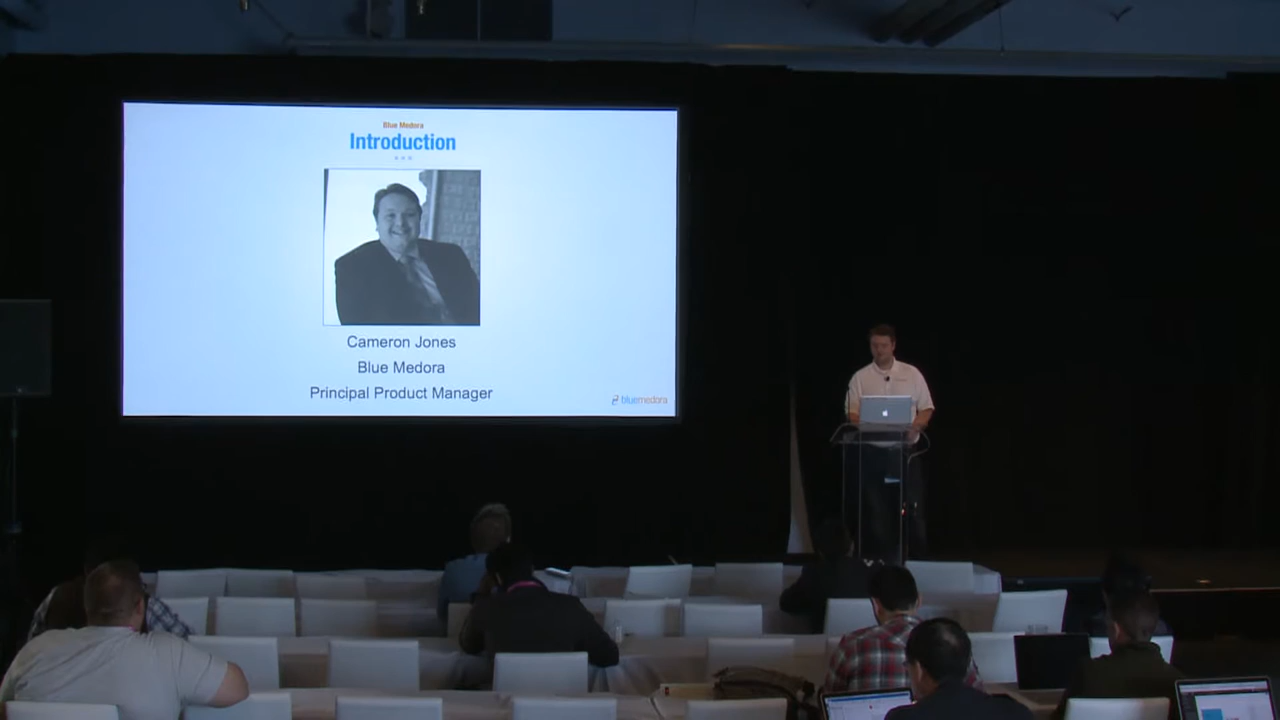 Blue Medora
Introduction
Cameron Jones
Blue Medora
Principal Product Manager
bluemedora